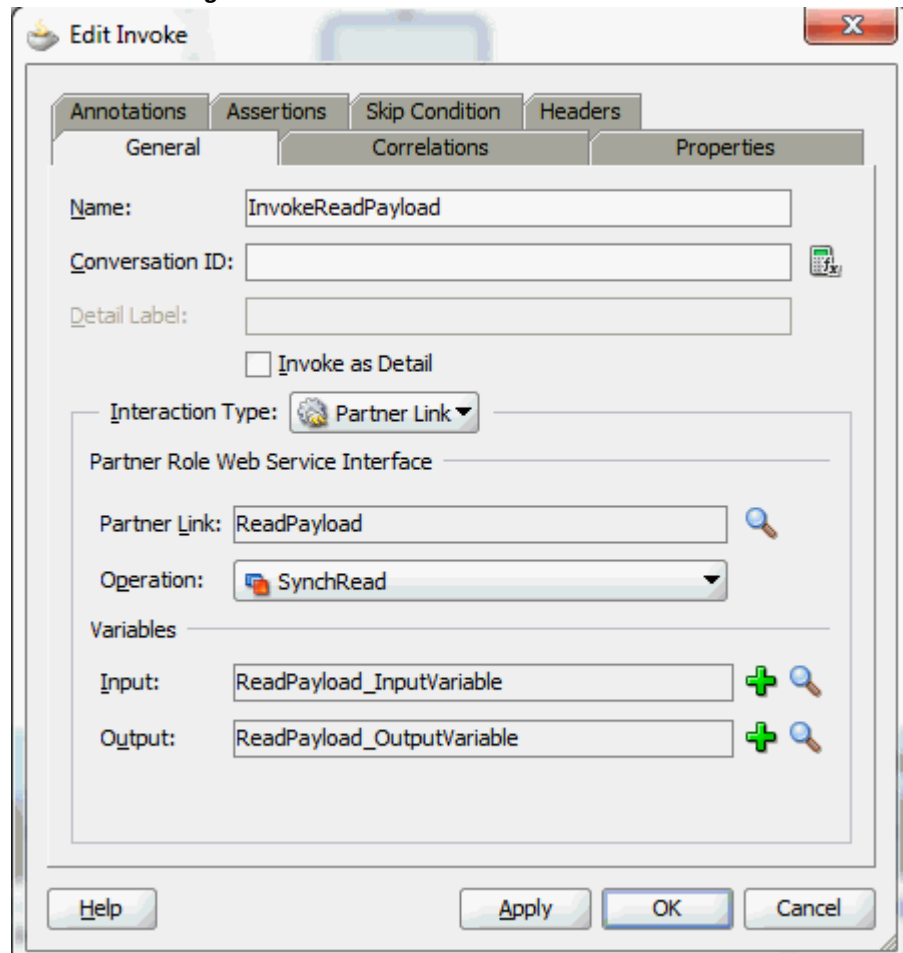 Edit Invoke
Annotations Assertions Skip Condition Headers
General Correlations Properties
Name: InvokeReadPayload
Conversation ID:
Detail Label:
Invoke as Detail
Interaction Type: Partner Link
Partner Role Web Service Interface
Partner Link: ReadPayload
Operation: SynchRead
Variables
Input: ReadPayload_InputVariable
Output: ReadPayload_OutputVariable
Help Apply OK Cancel